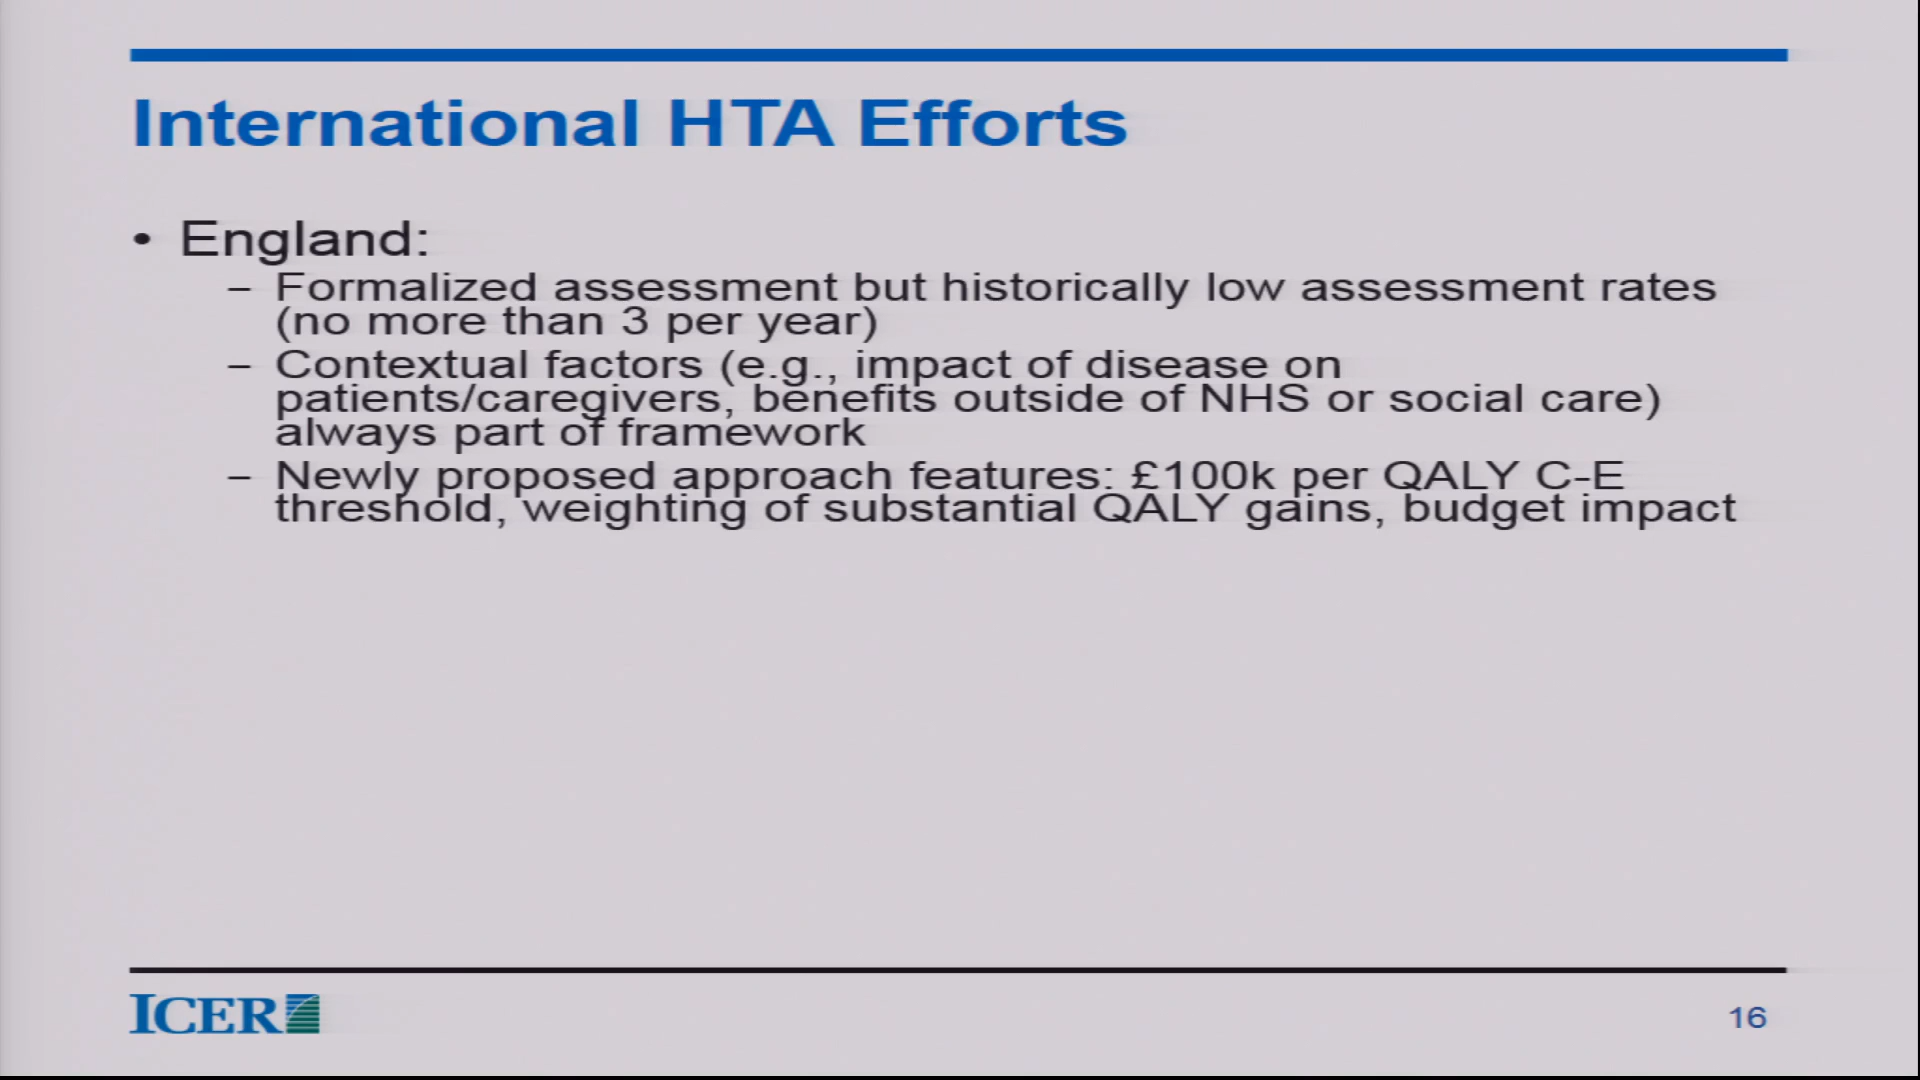 International HTA Efforts
• England:
– Formalized assessment but historically low assessment rates
(no more than 3 per year)
– Contextual factors (e.g., impact of disease on
patients/caregivers, benefits outside of NHS or social care)
always part of framework
– Newly proposed approach features: £100k per QALY C-E
threshold, weighting of substantial QALY gains, budget impact
ICER
16